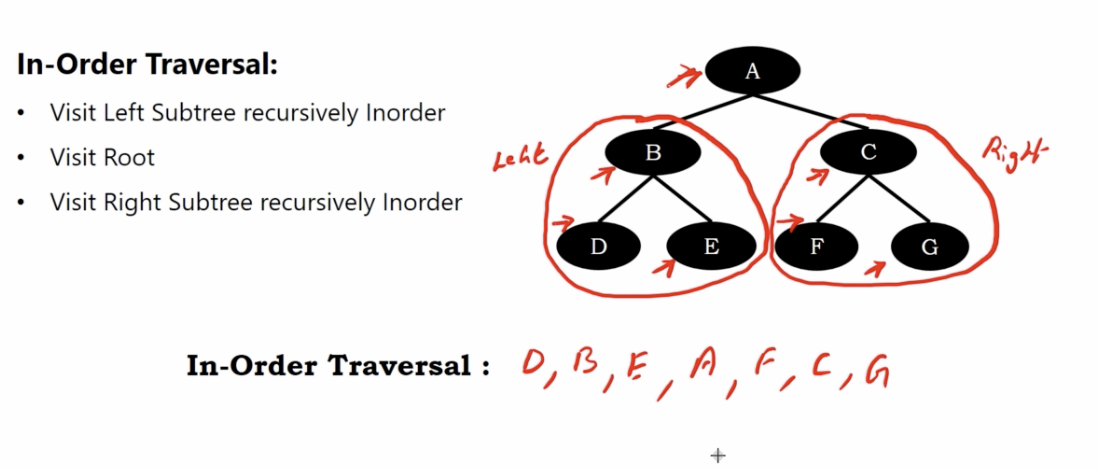 In-Order Traversal:
• Visit Left Subtree recursively Inorder
• Visit Root
• Visit Right Subtree recursively Inorder
A
Left
B
C
Right
D
E
F
G
In-Order Traversal : D, B, E, A, F, C, G